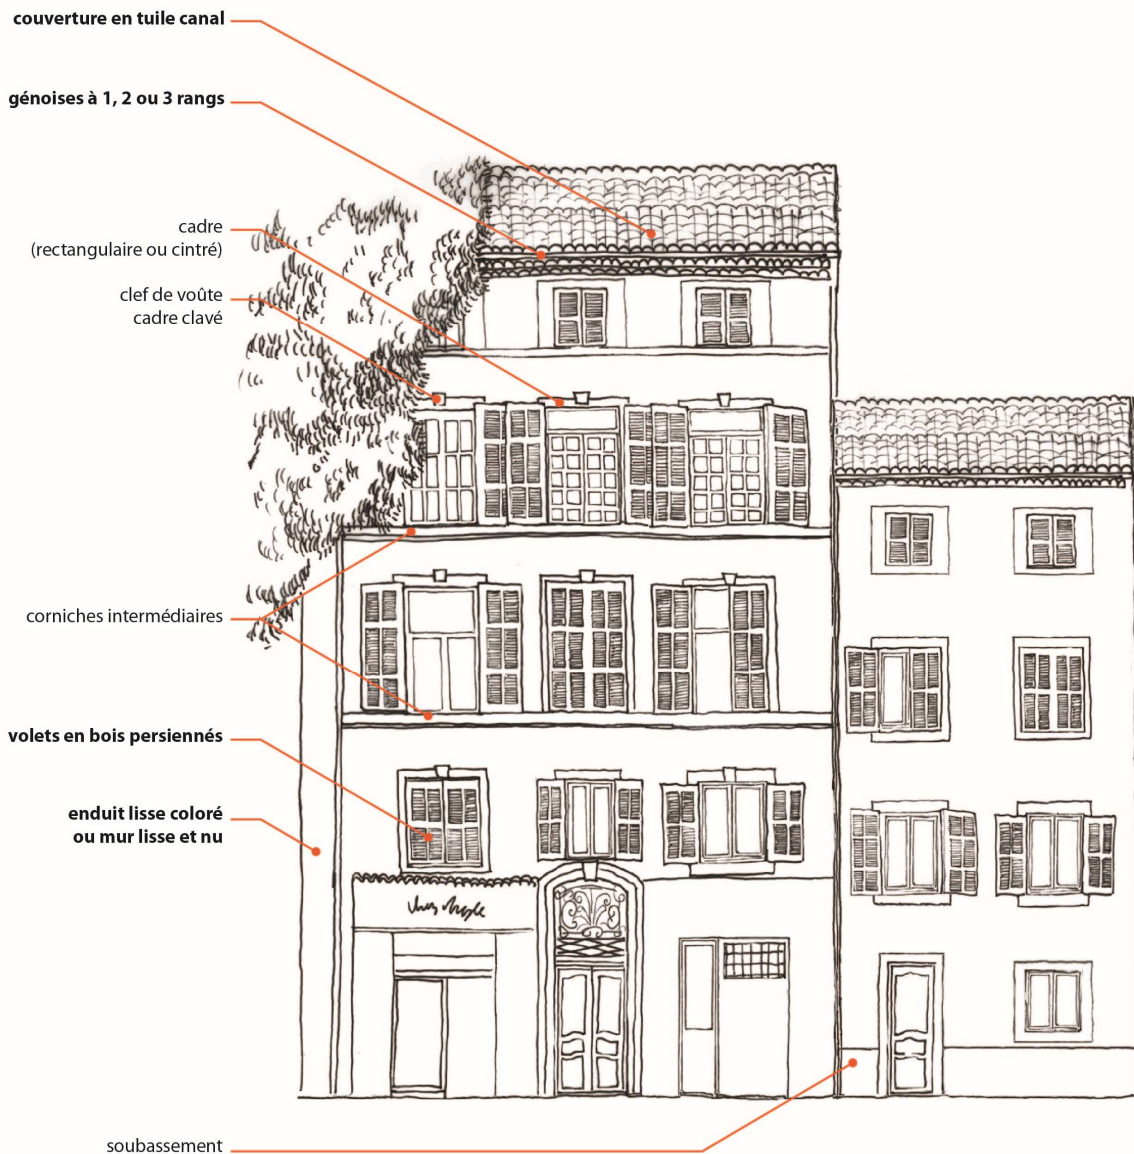 couverture en tuile canal
génoises à 1, 2 ou 3 rangs
cadre
(rectangulaire ou cintré)
clef de voûte
cadre clavé
corniches intermédiaires
volets en bois persiennés
enduit lisse coloré
ou mur lisse et nu
soubassement